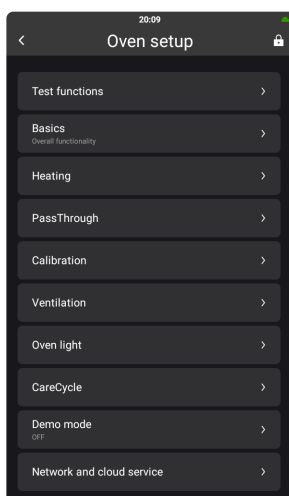 20:09
Oven setup
Test functions
Basics
Overall functionality
Heating
PassThrough
Calibration
Ventilation
Oven light
CareCycle
Demo mode
OFF
Network and cloud service